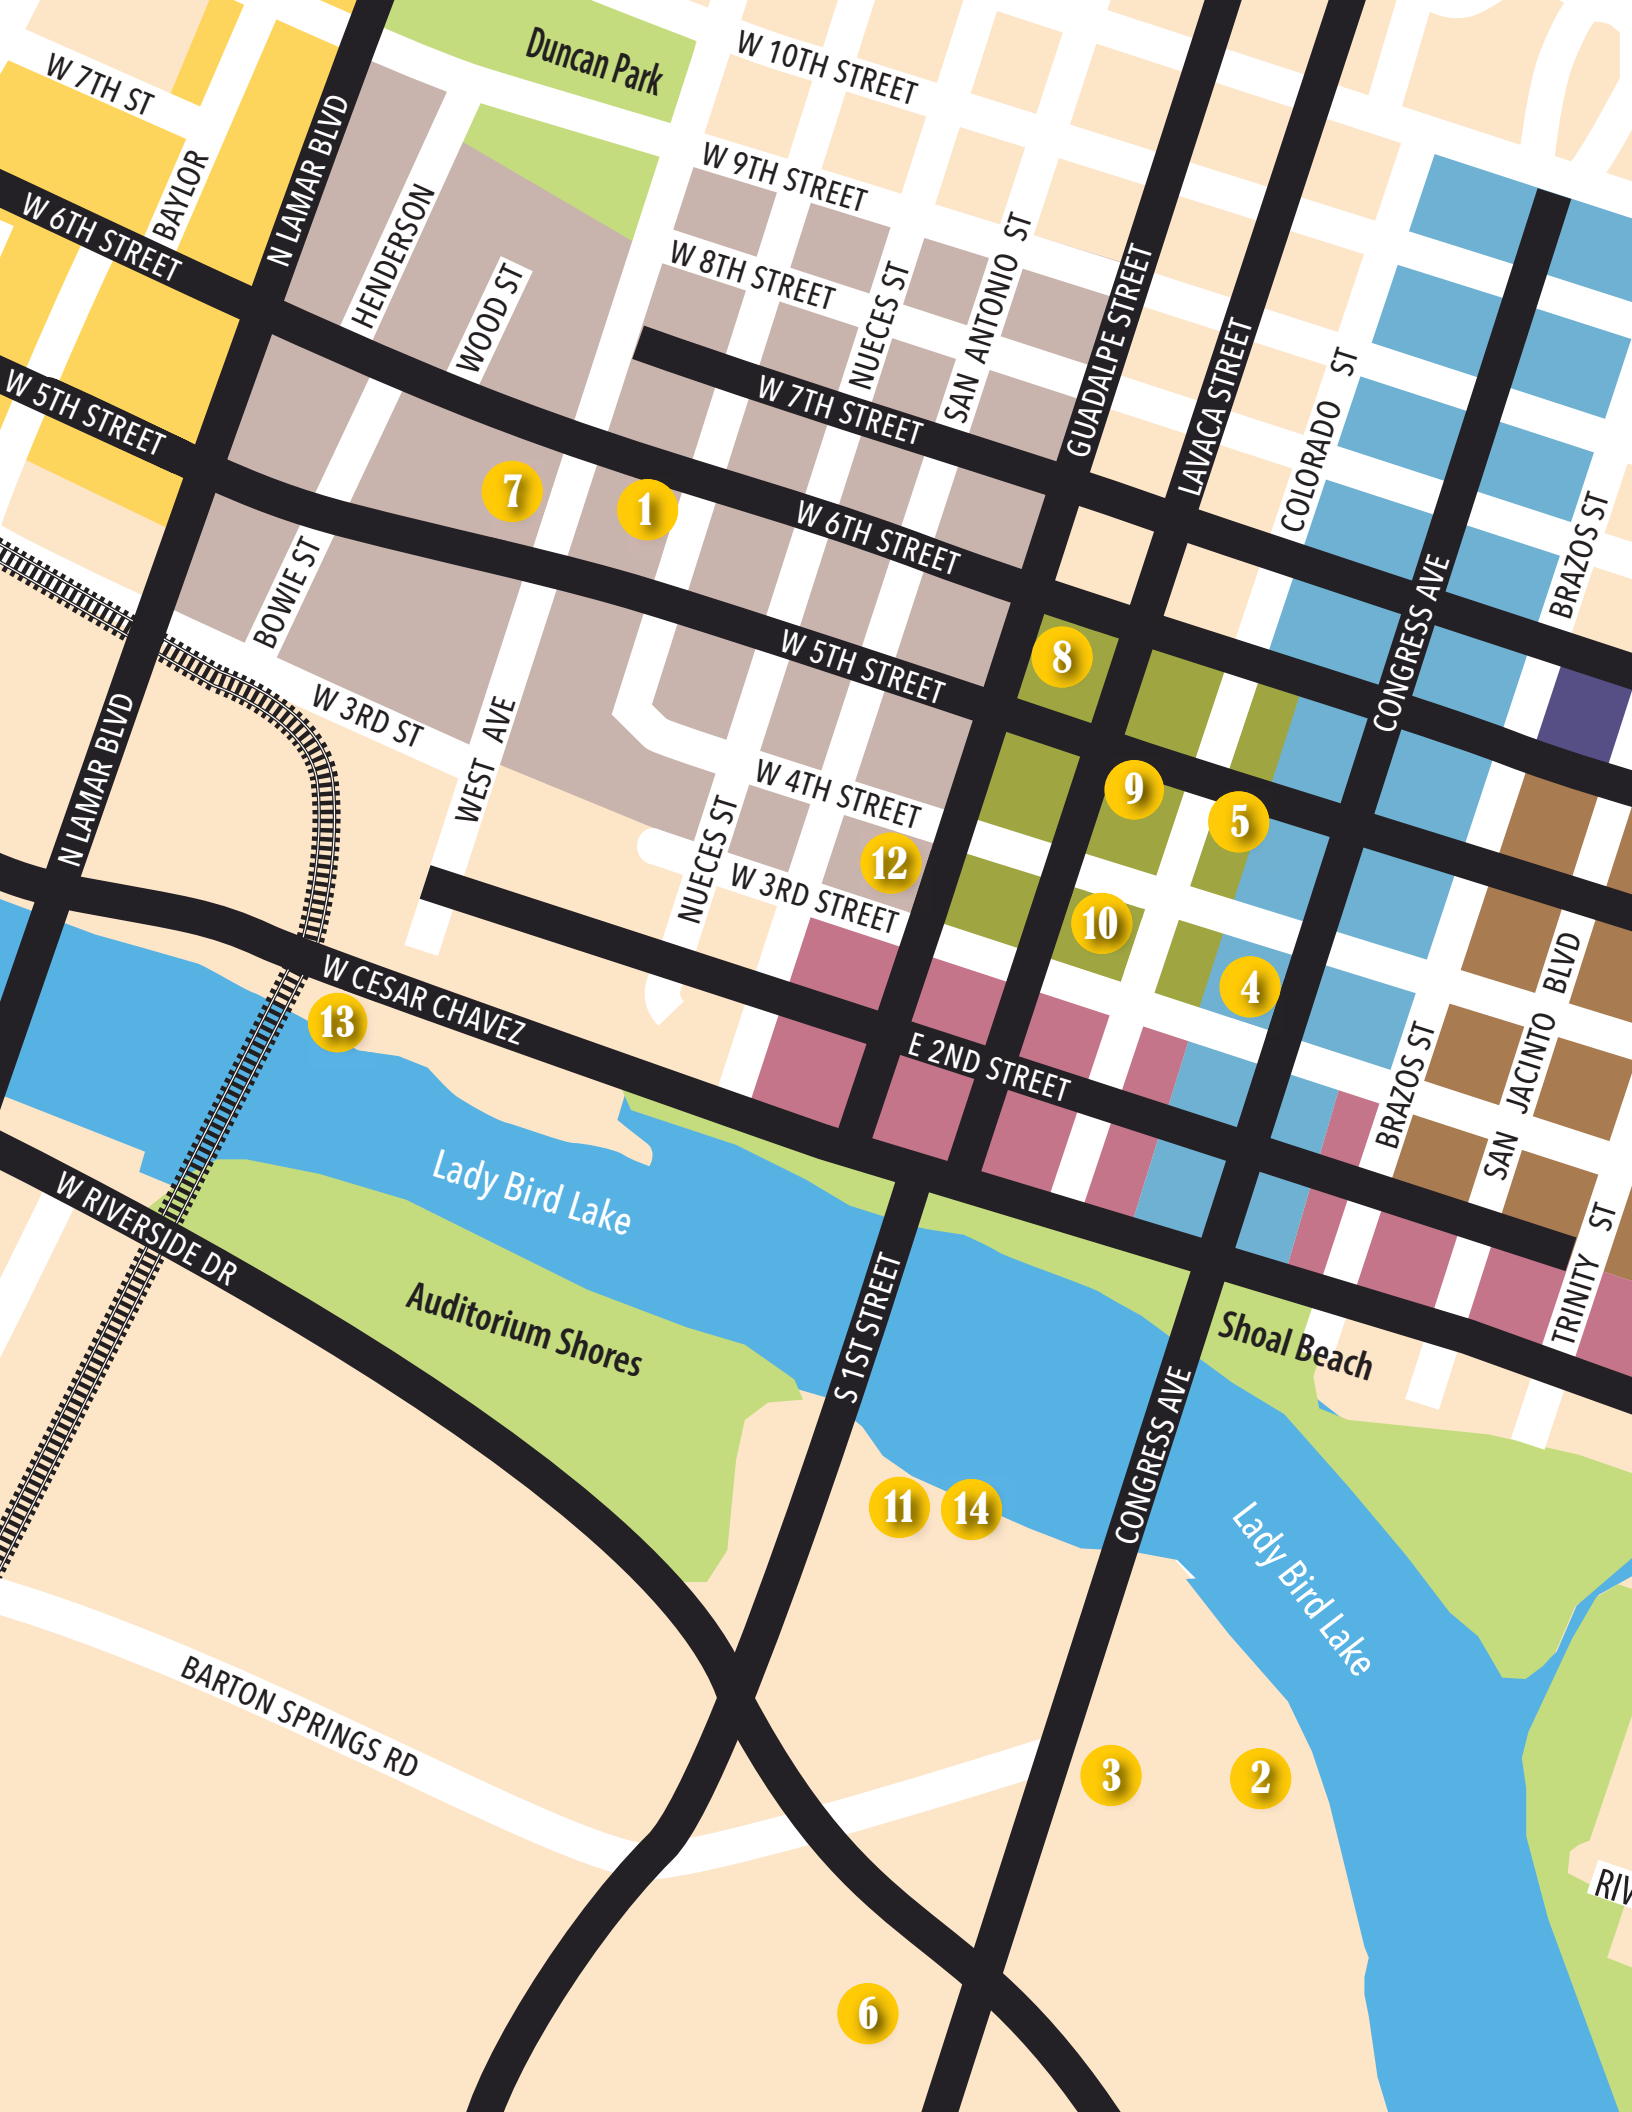 Duncan Park
W 10TH STREET
W 7TH ST
N LAMAR BLVD
BAYLOR
W 9TH STREET
W 6TH STREET
HENDERSON
W 8TH STREET
NUECES ST
SAN ANTONIO ST
GUADALPE STREET
WOOD ST
LAVACA STREET
COLORADO ST
W 5TH STREET
W 7TH STREET
7
1
W 6TH STREET
BRAZOS ST
CONGRESS AVE
BOWIE ST
W 5TH STREET
8
W 3RD ST
WEST AVE
N LAMAR BLVD
W 4TH STREET
9
5
NUECES ST
12
W 3RD STREET
10
SAN JACINTO BLVD
W CESAR CHAVEZ
4
13
E 2ND STREET
BRAZOS ST
Lady Bird Lake
W RIVERSIDE DR
TRINITY ST
Auditorium Shores
S 1ST STREET
Shoal Beach
CONGRESS AVE
11
14
Lady Bird Lake
BARTON SPRINGS RD
3
2
RIV
6